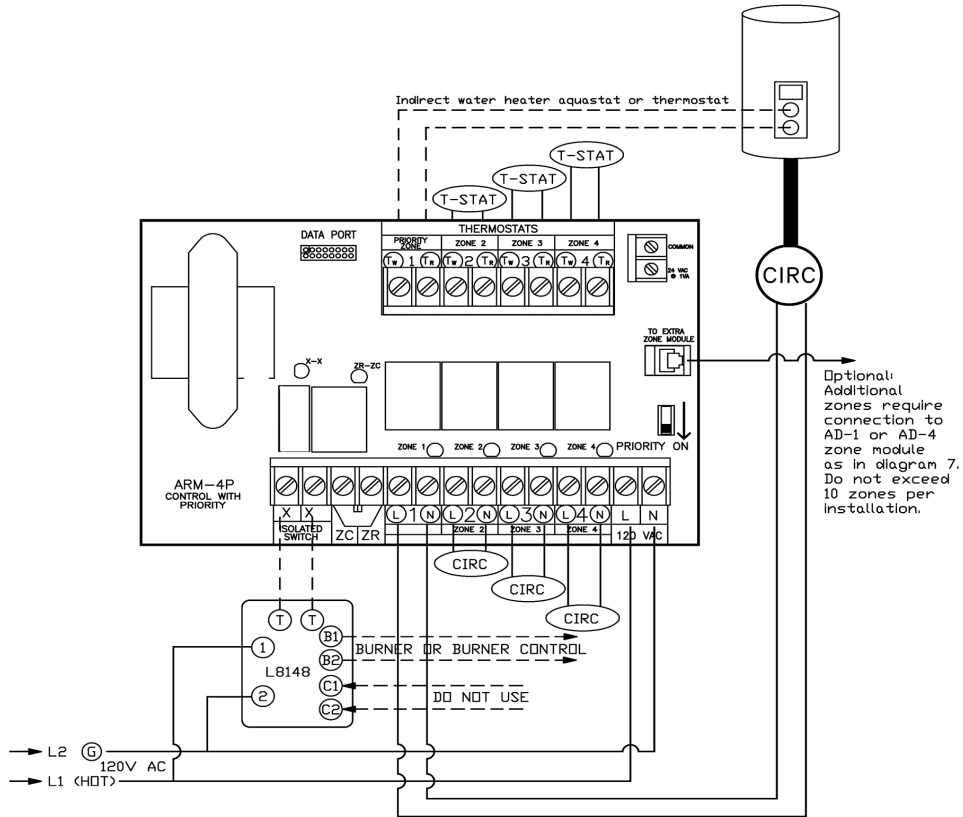 Indirect water heater aquastat or thermostat
T-STAT
T-STAT
T-STAT
CIRC
DATA PORT
THERMOSTATS
PRIORITY ZONE
ZONE 2
ZONE 3
ZONE 4
TW 1 TR
TW 2 TR
TW 3 TR
TW 4 TR
COMMON
24 VAC
@ 1VA
TO EXTRA
ZONE MODULE
X-X
ZR-ZC
Optional:
Additional
zones require
connection to
AD-1 or AD-4
zone module
as in diagram 7.
Do not exceed
10 zones per
installation.
ZONE 1
ZONE 2
ZONE 3
ZONE 4
PRIORITY ON
ARM-4P
CONTROL WITH
PRIORITY
X X
ISOLATED
SWITCH
ZC ZR
L 1 N
L 2 N
ZONE 2
L 3 N
ZONE 3
L 4 N
ZONE 4
L N
120 VAC
CIRC
CIRC
CIRC
T T
1
2
L8148
B1
B2
C1
C2
BURNER OR BURNER CONTROL
DO NOT USE
L2 G
120V AC
L1 (HOT)